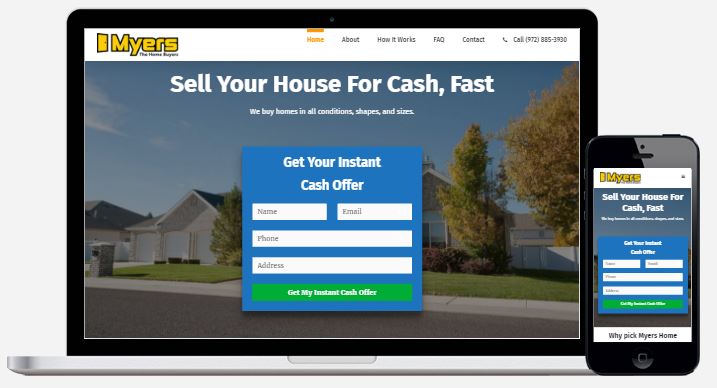 Myers
The Home Buyers
Home
About
How It Works
FAQ
Contact
Call (972) 885-3930
Sell Your House For Cash, Fast
We buy homes in all conditions, shapes, and sizes.
Get Your Instant
Cash Offer
Name
Email
Phone
Address
Get My Instant Cash Offer
Myers
Sell Your House For
Cash, Fast
We buy homes in all conditions, shapes, and sizes.
Get Your Instant
Cash Offer
Name
Email
Phone
Address
Get My Instant Cash Offer
Why pick Myers Home